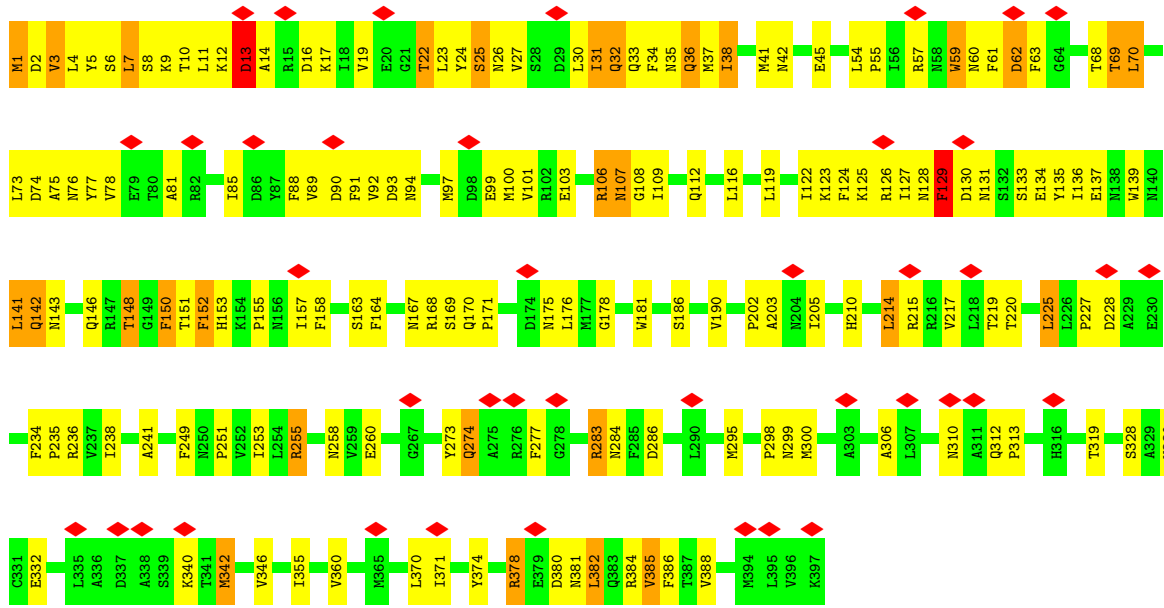 M1 D2 V3 L4 Y5 S6 L7 S8 K9 T10 L11 K12 D13 A14 R15 D16 K17 I18 V19 E20 G21 T22 L23 Y24 S25 N26 V27 S28 D29 L30 I31 Q32 Q33 F34 N35 Q36 M37 I38 M41 N42 E45 L54 P55 I56 R57 N58 W59 N60 F61 D62 F63 G64 T68 T69 L70
L73 D74 A75 N76 Y77 V78 E79 T80 A81 R82 I85 D86 Y87 F88 V89 D90 F91 V92 D93 N94 M97 D98 E99 M100 V101 R102 E103 R106 N107 G108 I109 Q112 L116 L119 I122 K123 F124 K125 R126 I127 N128 F129 D130 N131 S132 S133 E134 Y135 I136 E137 N138 W139 N140
L141 Q142 N143 Q146 R147 T148 G149 F150 T151 F152 H153 K154 P155 N156 I157 F158 S163 F164 N167 R168 S169 Q170 P171 D174 N175 L176 M177 G178 W181 S186 V190 P202 A203 N204 I205 H210 L214 R215 R216 V217 L218 T219 T220 L225 L226 P227 D228 A229 E230
F234 P235 R236 V237 I238 A241 F249 N250 P251 V252 I253 L254 R255 N258 V259 E260 G267 Y273 Q274 A275 R276 F277 G278 R283 N284 F285 D286 L290 M295 P298 N299 M300 A303 A306 L307 N310 A311 Q312 P313 H316 T319 S328 A329
C331 E332 L335 A336 D337 A338 S339 K340 T341 M342 V346 I355 V360 M365 L370 I371 Y374 R378 E379 D380 N381 L382 Q383 R384 V385 F386 T387 V388 M394 L395 V396 K397